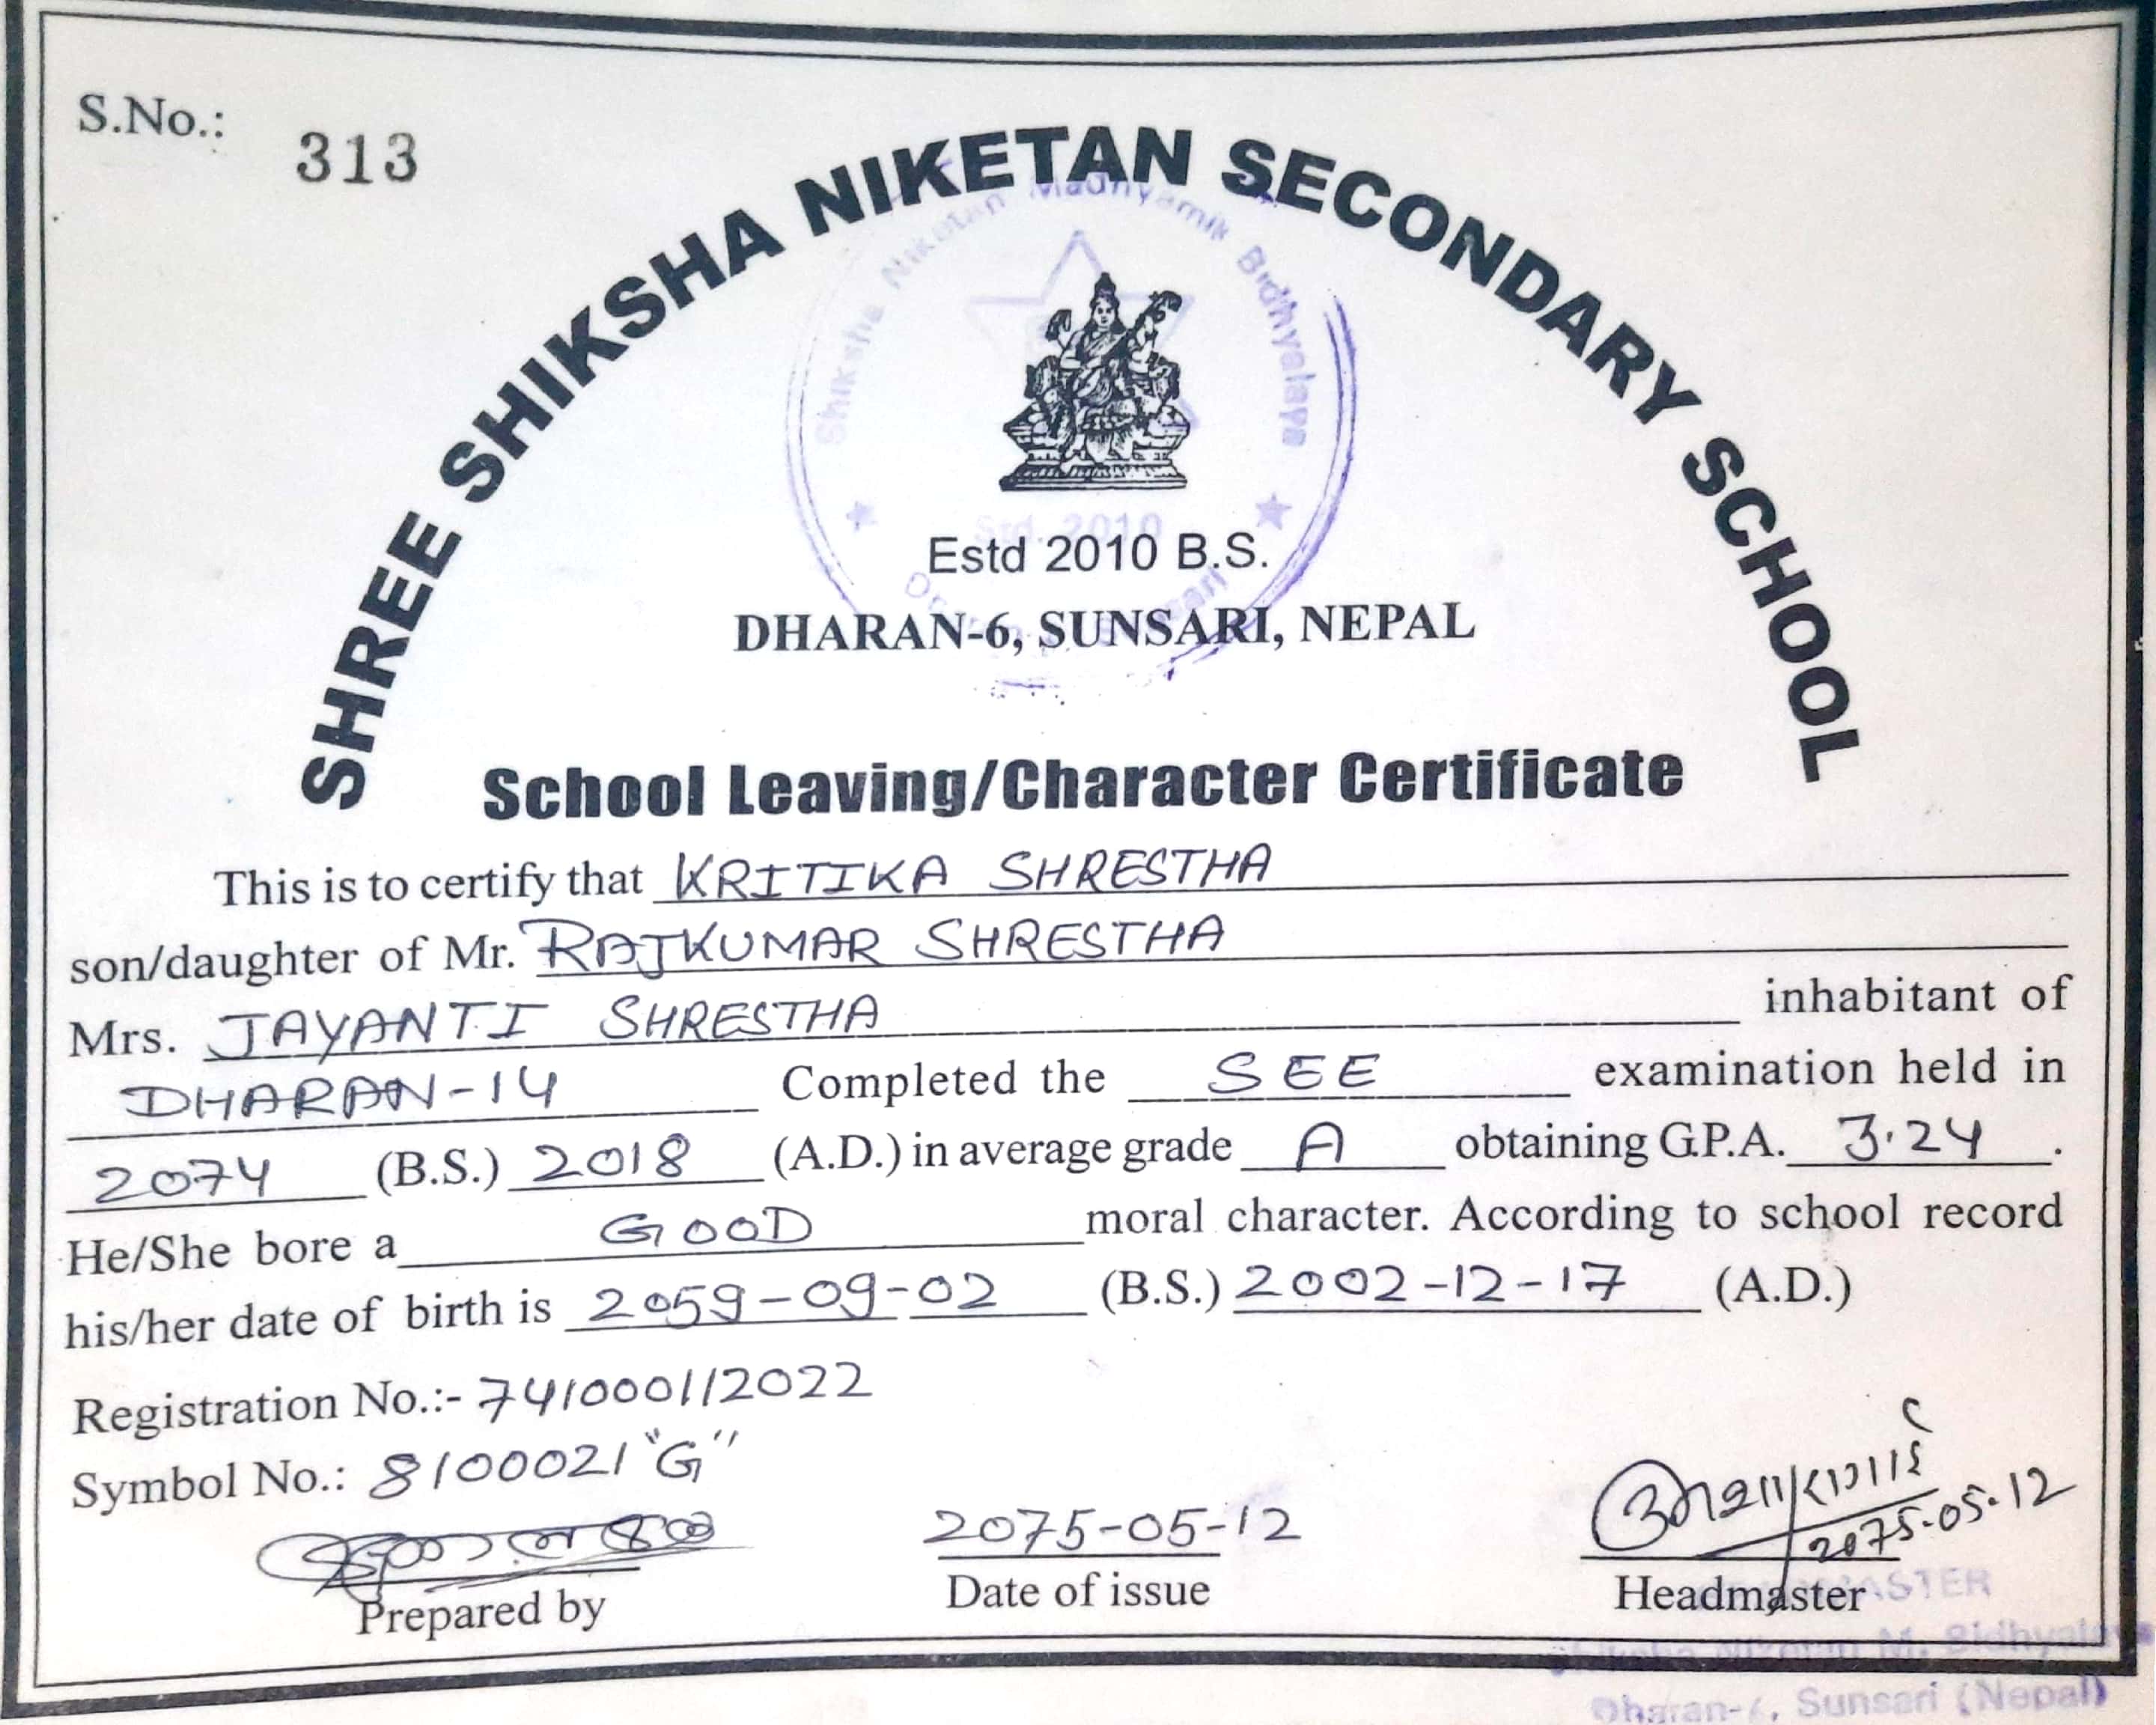 S.No.: 313
SHREE SHIKSHA NIKETAN SECONDARY SCHOOL
Shiksha Niketan Madhyamik Bidhyalaya
Estd. 2010
Estd 2010 B.S.
DHARAN-6, SUNSARI, NEPAL
School Leaving/Character Certificate
This is to certify that KRITIKA SHRESTHA
son/daughter of Mr. RAJKUMAR SHRESTHA
Mrs. JAYANTI SHRESTHA inhabitant of
DHARAN-14 Completed the SEE examination held in
2074 (B.S.) 2018 (A.D.) in average grade A obtaining G.P.A. 3.24.
He/She bore a GOOD moral character. According to school record
his/her date of birth is 2059-09-02 (B.S.) 2002-12-17 (A.D.)
Registration No.:- 7410001/2022
Symbol No.: 8100021 "G"
2075-05-12
2075-05-12
Prepared by Date of issue Headmaster
HEADMASTER
Shiksha Niketan M. Bidhyalaya
Dharan-6, Sunsari (Nepal)